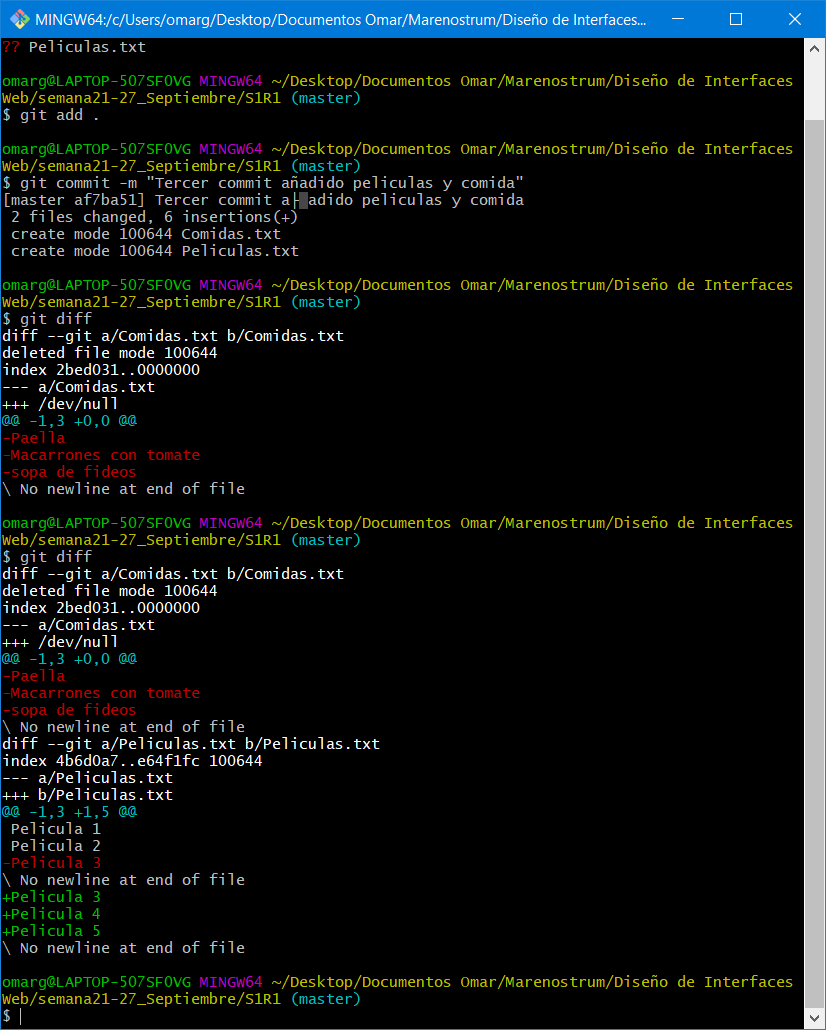 MINGW64:/c/Users/omarg/Desktop/Documentos Omar/Marenostrum/Diseño de Interfaces...
?? Peliculas.txt
omarg@LAPTOP-507SF0VG MINGW64 ~/Desktop/Documentos Omar/Marenostrum/Diseño de Interfaces
Web/semana21-27_Septiembre/S1R1 (master)
$ git add .
omarg@LAPTOP-507SF0VG MINGW64 ~/Desktop/Documentos Omar/Marenostrum/Diseño de Interfaces
Web/semana21-27_Septiembre/S1R1 (master)
$ git commit -m "Tercer commit añadido peliculas y comida"
[master af7ba51] Tercer commit a├ adido peliculas y comida
 2 files changed, 6 insertions(+)
 create mode 100644 Comidas.txt
 create mode 100644 Peliculas.txt
omarg@LAPTOP-507SF0VG MINGW64 ~/Desktop/Documentos Omar/Marenostrum/Diseño de Interfaces
Web/semana21-27_Septiembre/S1R1 (master)
$ git diff
diff --git a/Comidas.txt b/Comidas.txt
deleted file mode 100644
index 2bed031..0000000
--- a/Comidas.txt
+++ /dev/null
@@ -1,3 +0,0 @@
-Paella
-Macarrones con tomate
-sopa de fideos
\ No newline at end of file
omarg@LAPTOP-507SF0VG MINGW64 ~/Desktop/Documentos Omar/Marenostrum/Diseño de Interfaces
Web/semana21-27_Septiembre/S1R1 (master)
$ git diff
diff --git a/Comidas.txt b/Comidas.txt
deleted file mode 100644
index 2bed031..0000000
--- a/Comidas.txt
+++ /dev/null
@@ -1,3 +0,0 @@
-Paella
-Macarrones con tomate
-sopa de fideos
\ No newline at end of file
diff --git a/Peliculas.txt b/Peliculas.txt
index 4b6d0a7..e64f1fc 100644
--- a/Peliculas.txt
+++ b/Peliculas.txt
@@ -1,3 +1,5 @@
 Pelicula 1
 Pelicula 2
-Pelicula 3
\ No newline at end of file
+Pelicula 3
+Pelicula 4
+Pelicula 5
\ No newline at end of file
omarg@LAPTOP-507SF0VG MINGW64 ~/Desktop/Documentos Omar/Marenostrum/Diseño de Interfaces
Web/semana21-27_Septiembre/S1R1 (master)
$